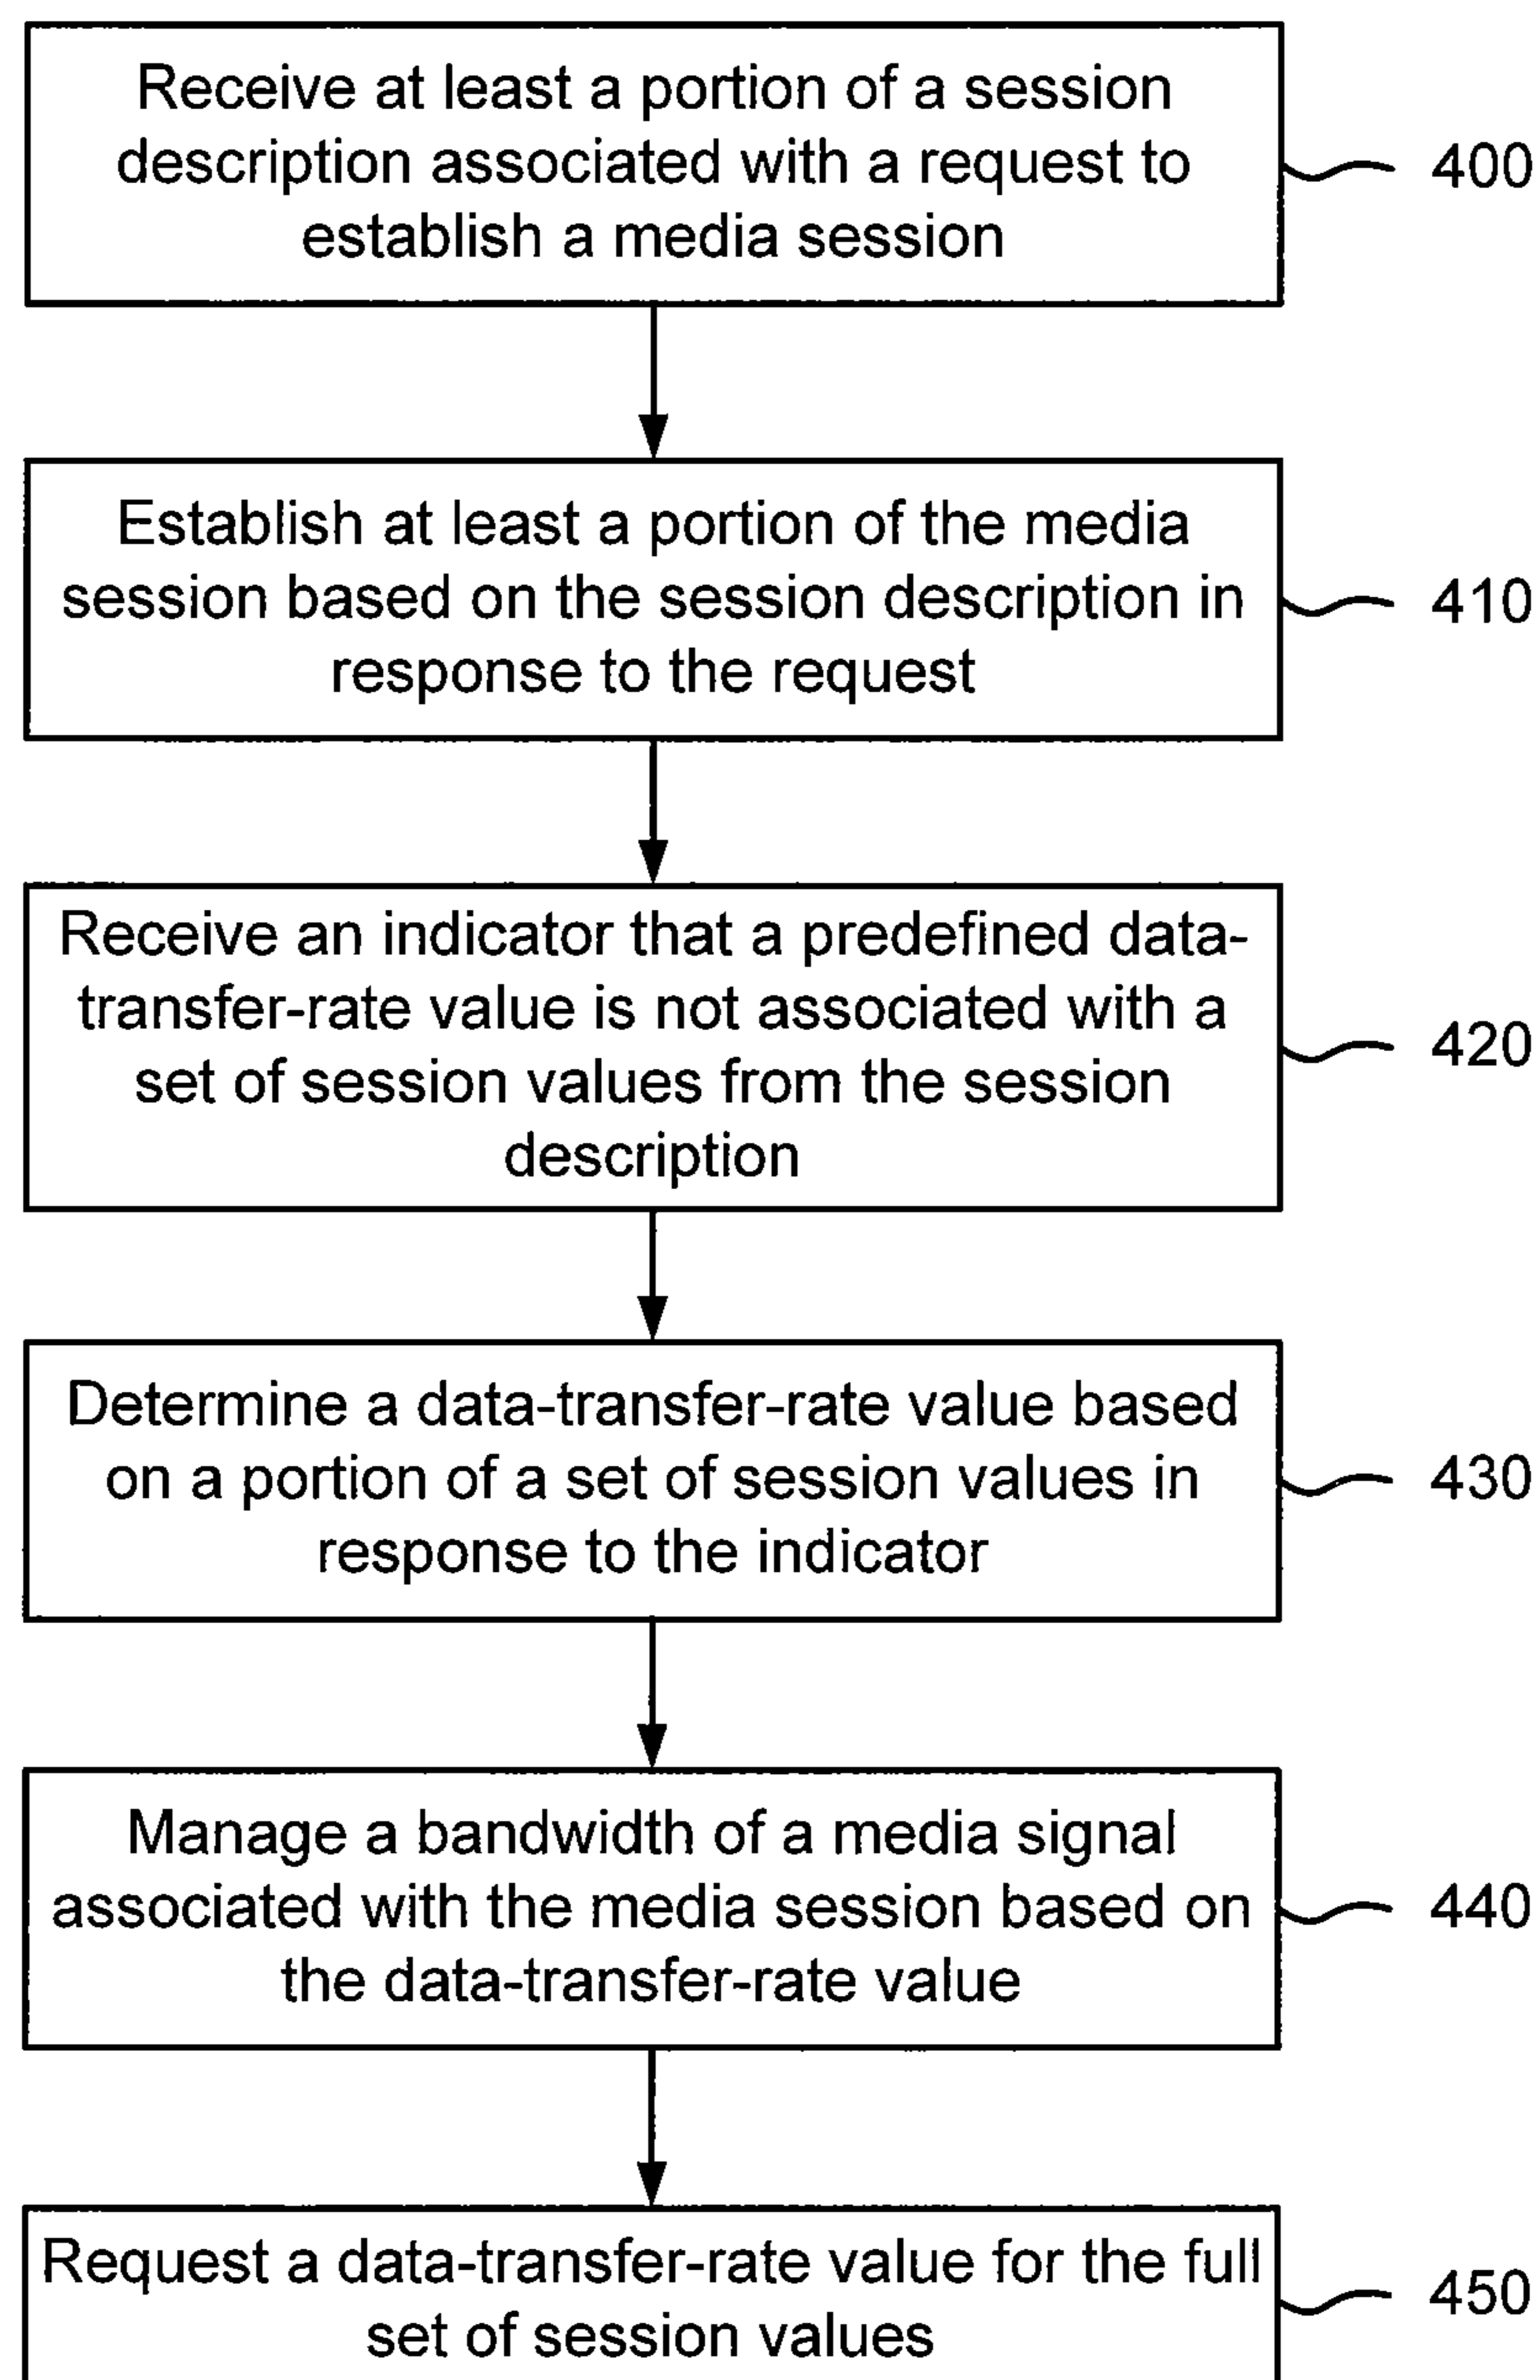 Receive at least a portion of a session
description associated with a request to
establish a media session
400
Establish at least a portion of the media
session based on the session description in
response to the request
410
Receive an indicator that a predefined data-
transfer-rate value is not associated with a
set of session values from the session
description
420
Determine a data-transfer-rate value based
on a portion of a set of session values in
response to the indicator
430
Manage a bandwidth of a media signal
associated with the media session based on
the data-transfer-rate value
440
Request a data-transfer-rate value for the full
set of session values
450